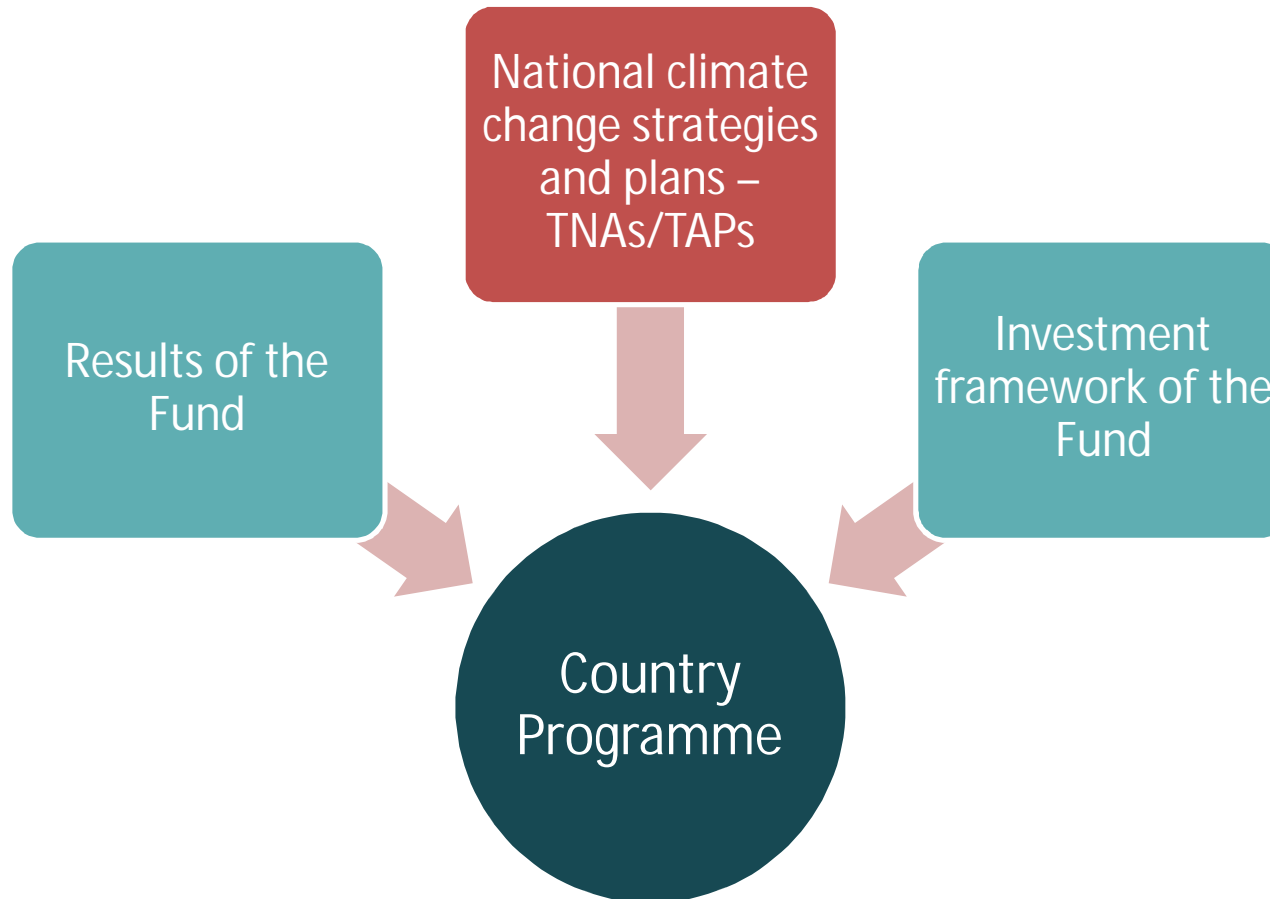 National climate
change strategies
and plans –
TNAs/TAPs
Results of the
Fund
Investment
framework of the
Fund
Country
Programme